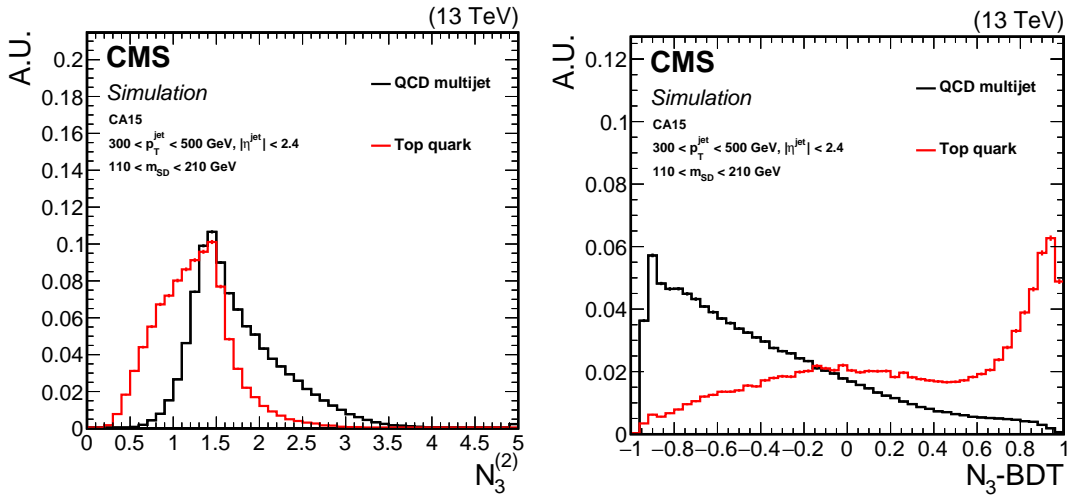 (13 TeV)
A.U.
CMS
Simulation
CA15
300 < p_T^jet < 500 GeV, |η^jet| < 2.4
110 < m_SD < 210 GeV
QCD multijet
Top quark
0.2
0.18
0.16
0.14
0.12
0.1
0.08
0.06
0.04
0.02
0
0 0.5 1 1.5 2 2.5 3 3.5 4 4.5 5
N_3^(2)
(13 TeV)
A.U.
CMS
Simulation
CA15
300 < p_T^jet < 500 GeV, |η^jet| < 2.4
110 < m_SD < 210 GeV
QCD multijet
Top quark
0.12
0.1
0.08
0.06
0.04
0.02
0
−1 −0.8 −0.6 −0.4 −0.2 0 0.2 0.4 0.6 0.8 1
N_3-BDT